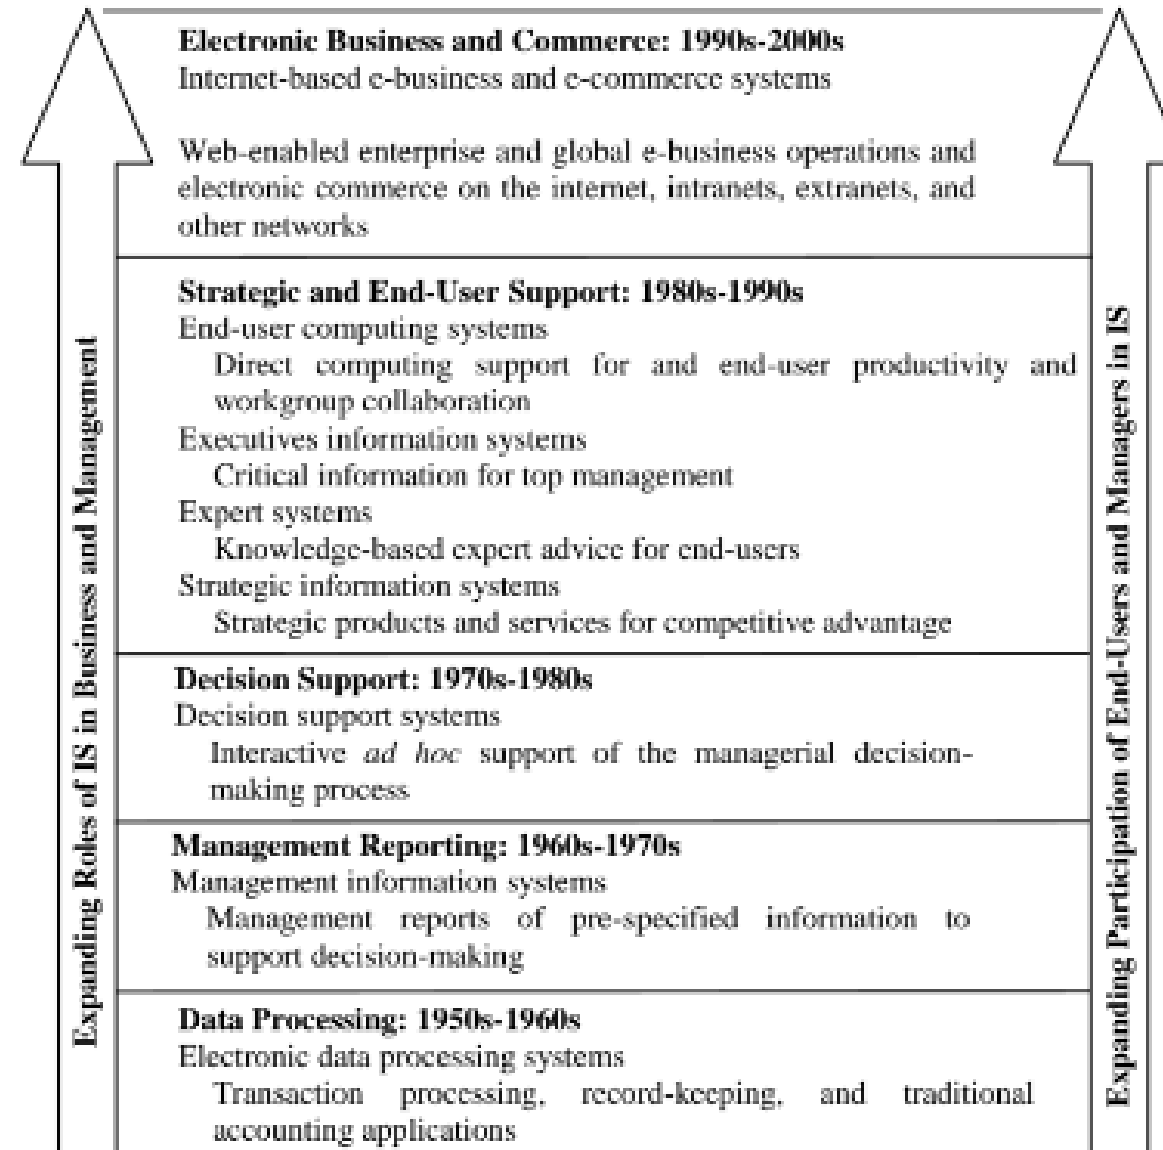 Electronic Business and Commerce: 1990s-2000s
Internet-based e-business and e-commerce systems
Web-enabled enterprise and global e-business operations and
electronic commerce on the internet, intranets, extranets, and
other networks
Strategic and End-User Support: 1980s-1990s
End-user computing systems
Direct computing support for and end-user productivity and
workgroup collaboration
Executives information systems
Critical information for top management
Expert systems
Knowledge-based expert advice for end-users
Strategic information systems
Strategic products and services for competitive advantage
Decision Support: 1970s-1980s
Decision support systems
Interactive ad hoc support of the managerial decision-
making process
Management Reporting: 1960s-1970s
Management information systems
Management reports of pre-specified information to
support decision-making
Data Processing: 1950s-1960s
Electronic data processing systems
Transaction processing, record-keeping, and traditional
accounting applications
Expanding Roles of IS in Business and Management
Expanding Participation of End-Users and Managers in IS